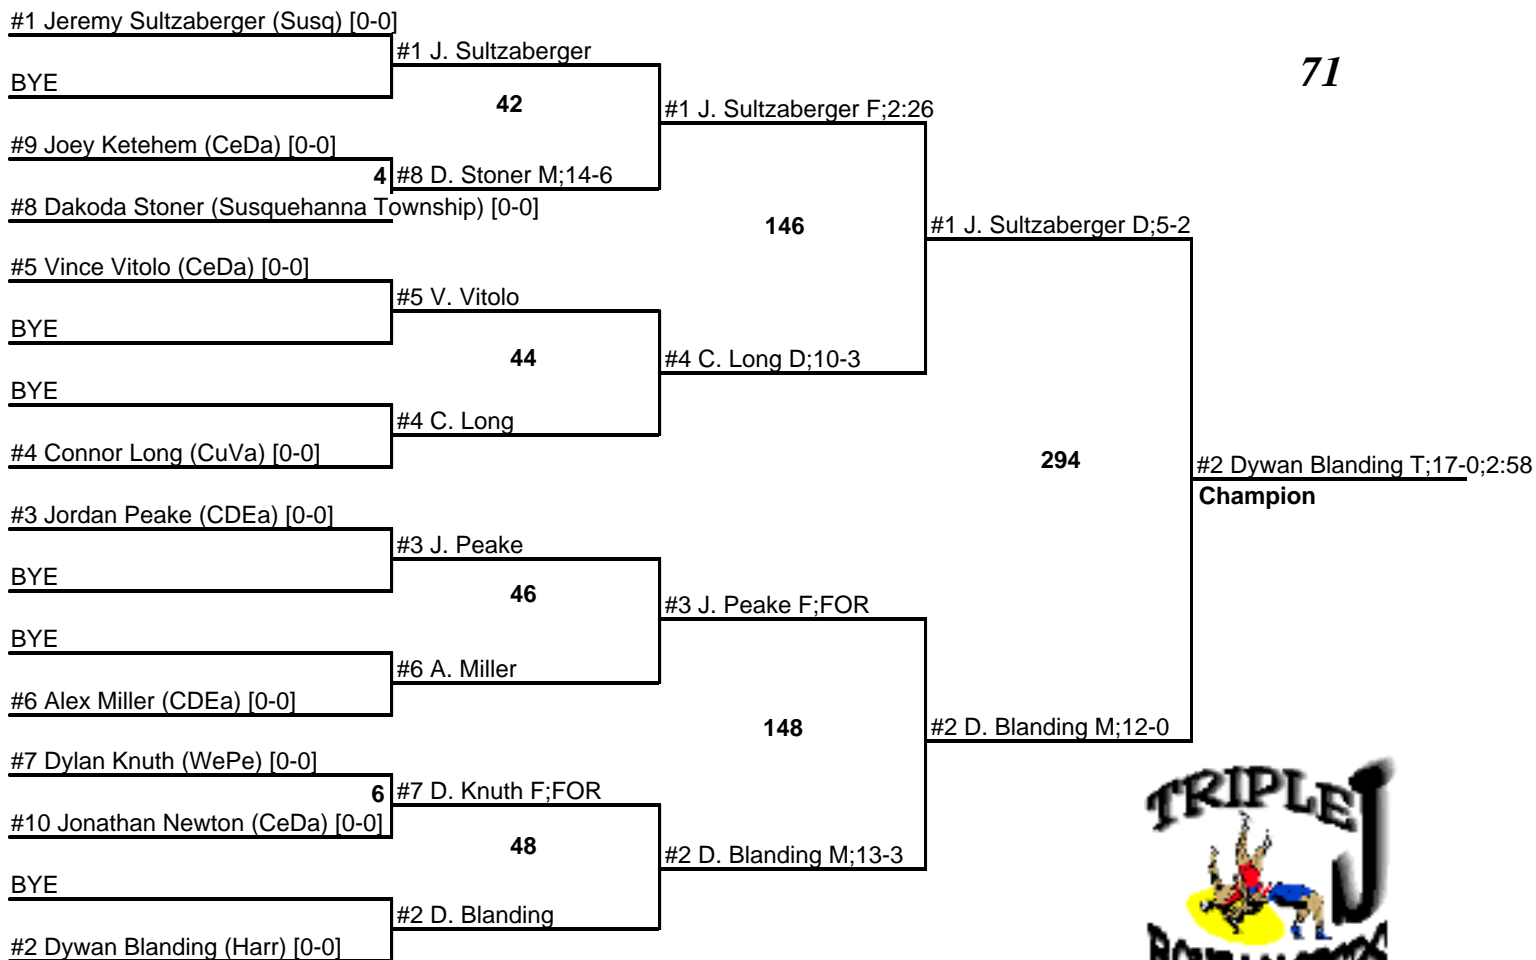 #1 Jeremy Sultzaberger (Susq) [0-0]
BYE
#9 Joey Ketehem (CeDa) [0-0]
4
#8 Dakoda Stoner (Susquehanna Township) [0-0]
#5 Vince Vitolo (CeDa) [0-0]
BYE
BYE
#4 Connor Long (CuVa) [0-0]
#3 Jordan Peake (CDEa) [0-0]
BYE
BYE
#6 Alex Miller (CDEa) [0-0]
#7 Dylan Knuth (WePe) [0-0]
6
#10 Jonathan Newton (CeDa) [0-0]
BYE
#2 Dywan Blanding (Harr) [0-0]
#1 J. Sultzaberger
42
#8 D. Stoner M;14-6
#5 V. Vitolo
44
#4 C. Long
#3 J. Peake
46
#6 A. Miller
#7 D. Knuth F;FOR
48
#2 D. Blanding
#1 J. Sultzaberger F;2:26
146
#4 C. Long D;10-3
#3 J. Peake F;FOR
148
#2 D. Blanding M;13-3
#1 J. Sultzaberger D;5-2
294
#2 D. Blanding M;12-0
#2 Dywan Blanding T;17-0;2:58
Champion
71
TRIPLE J